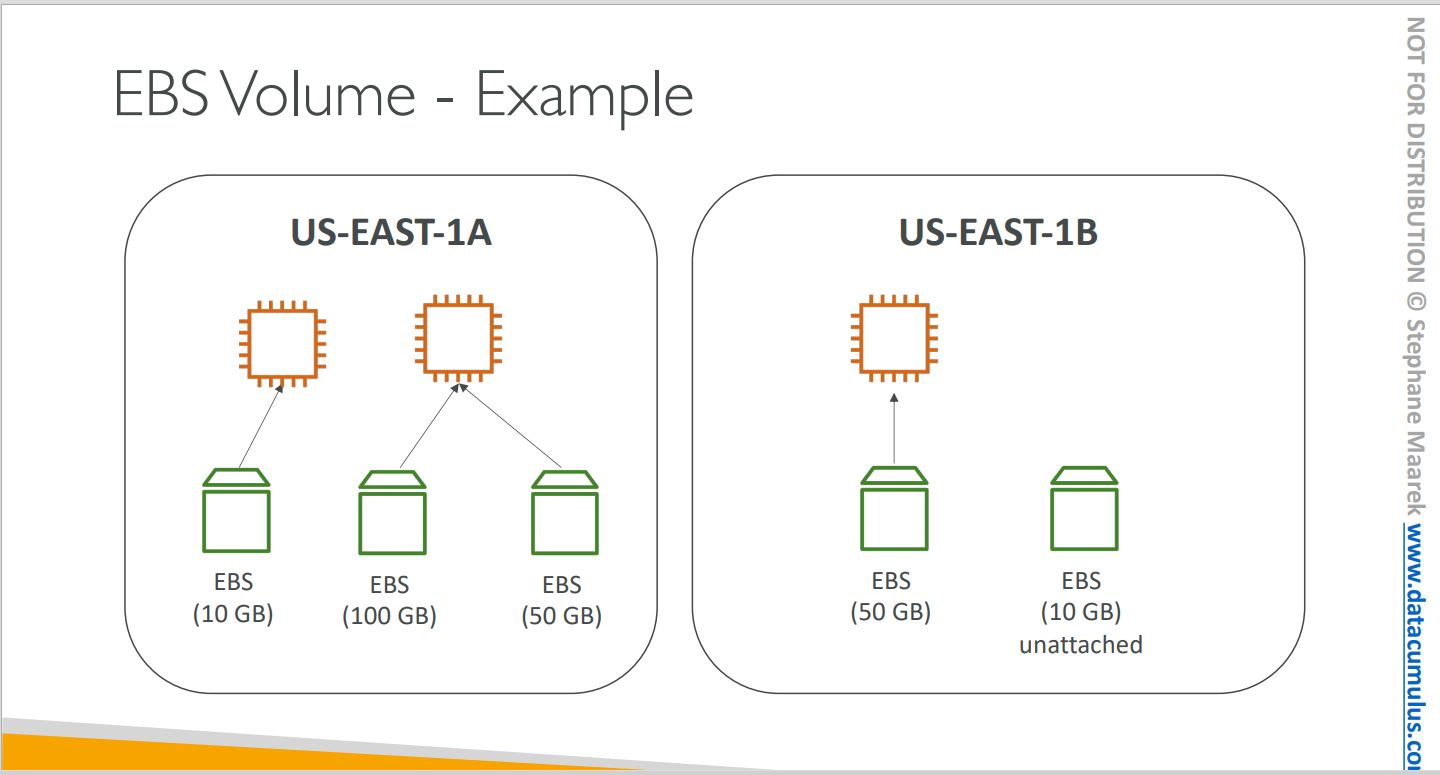 EBS Volume - Example
US-EAST-1A
EBS
(10 GB)
EBS
(100 GB)
EBS
(50 GB)
US-EAST-1B
EBS
(50 GB)
EBS
(10 GB)
unattached
NOT FOR DISTRIBUTION © Stephane Maarek www.datacumulus.co